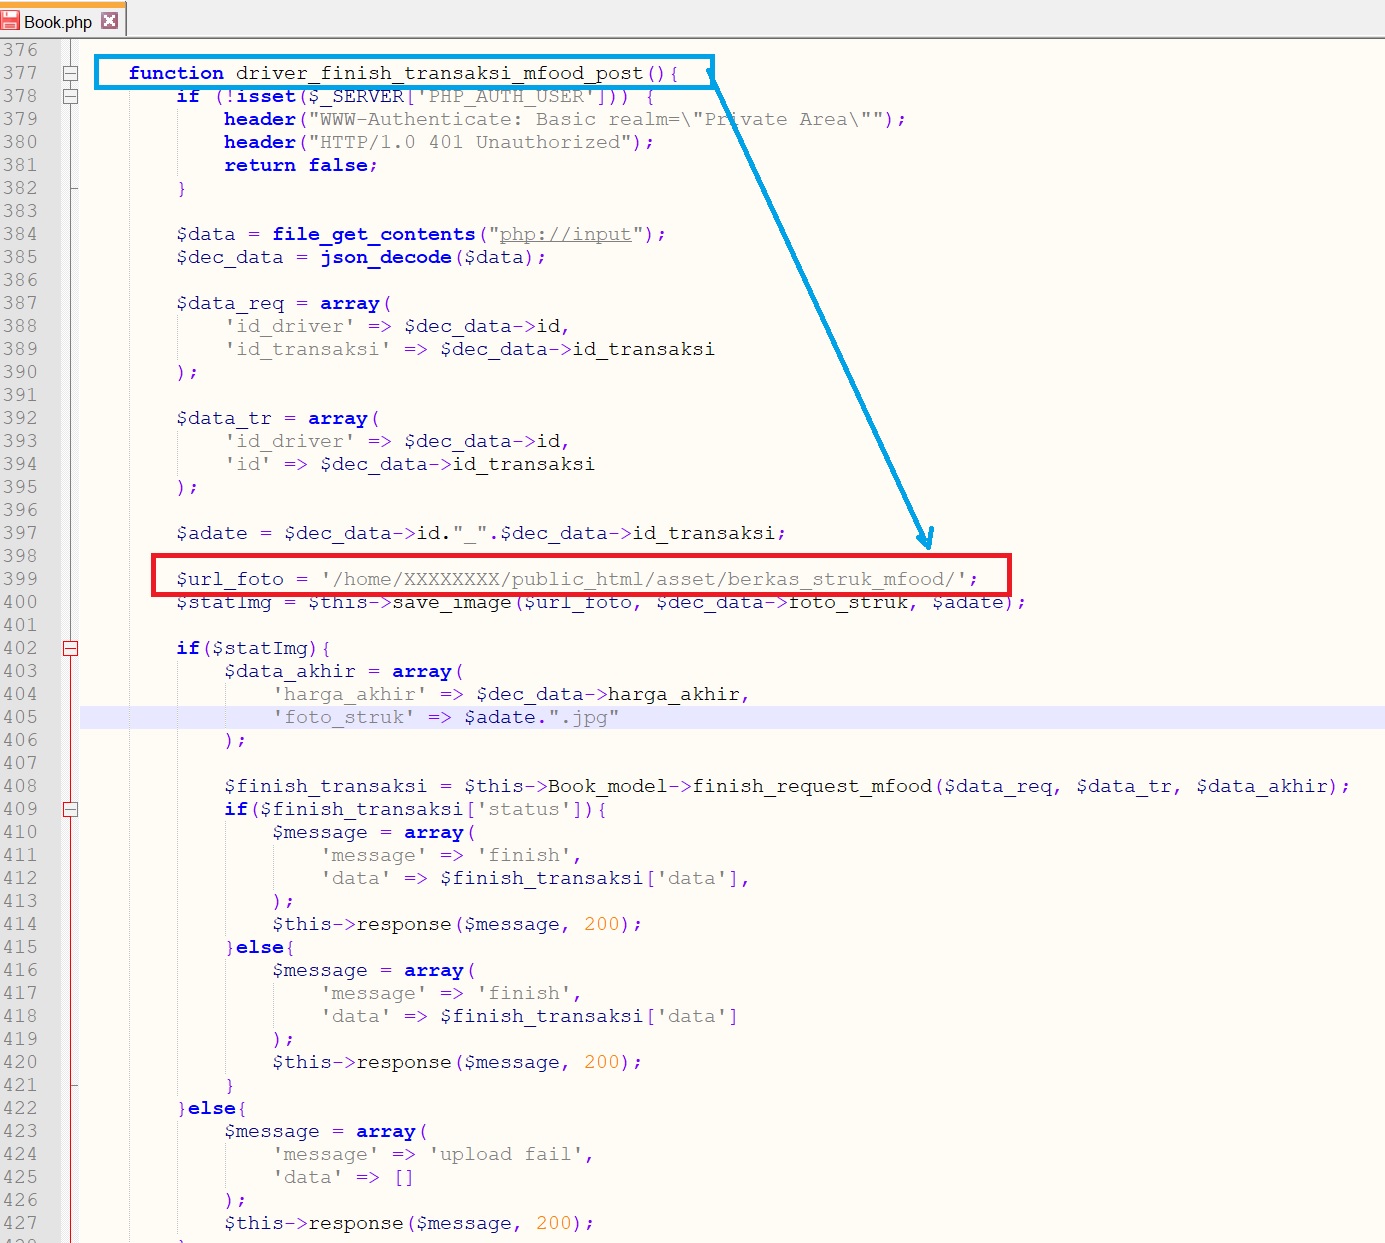 Book.php
376
377 function driver_finish_transaksi_mfood_post(){
378 if (!isset($_SERVER['PHP_AUTH_USER'])) {
379 header("WWW-Authenticate: Basic realm=\"Private Area\"");
380 header("HTTP/1.0 401 Unauthorized");
381 return false;
382 }
383
384 $data = file_get_contents("php://input");
385 $dec_data = json_decode($data);
386
387 $data_req = array(
388 'id_driver' => $dec_data->id,
389 'id_transaksi' => $dec_data->id_transaksi
390 );
391
392 $data_tr = array(
393 'id_driver' => $dec_data->id,
394 'id' => $dec_data->id_transaksi
395 );
396
397 $adate = $dec_data->id."_".$dec_data->id_transaksi;
398
399 $url_foto = '/home/XXXXXXXX/public_html/asset/berkas_struk_mfood/';
400 $statImg = $this->save_image($url_foto, $dec_data->foto_struk, $adate);
401
402 if($statImg){
403 $data_akhir = array(
404 'harga_akhir' => $dec_data->harga_akhir,
405 'foto_struk' => $adate.".jpg"
406 );
407
408 $finish_transaksi = $this->Book_model->finish_request_mfood($data_req, $data_tr, $data_akhir);
409 if($finish_transaksi['status']){
410 $message = array(
411 'message' => 'finish',
412 'data' => $finish_transaksi['data'],
413 );
414 $this->response($message, 200);
415 }else{
416 $message = array(
417 'message' => 'finish',
418 'data' => $finish_transaksi['data']
419 );
420 $this->response($message, 200);
421 }
422 }else{
423 $message = array(
424 'message' => 'upload fail',
425 'data' => []
426 );
427 $this->response($message, 200);